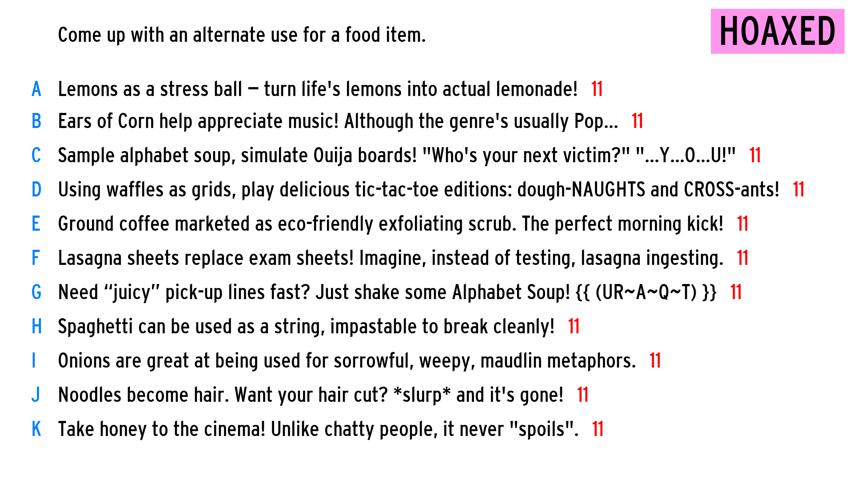 Come up with an alternate use for a food item.
HOAXED
A Lemons as a stress ball – turn life's lemons into actual lemonade! 11
B Ears of Corn help appreciate music! Although the genre's usually Pop... 11
C Sample alphabet soup, simulate Ouija boards! "Who's your next victim?" "...Y...O...U!" 11
D Using waffles as grids, play delicious tic-tac-toe editions: dough-NAUGHTS and CROSS-ants! 11
E Ground coffee marketed as eco-friendly exfoliating scrub. The perfect morning kick! 11
F Lasagna sheets replace exam sheets! Imagine, instead of testing, lasagna ingesting. 11
G Need “juicy” pick-up lines fast? Just shake some Alphabet Soup! {{ (UR~A~Q~T) }} 11
H Spaghetti can be used as a string, impastable to break cleanly! 11
I Onions are great at being used for sorrowful, weepy, maudlin metaphors. 11
J Noodles become hair. Want your hair cut? *slurp* and it's gone! 11
K Take honey to the cinema! Unlike chatty people, it never "spoils". 11